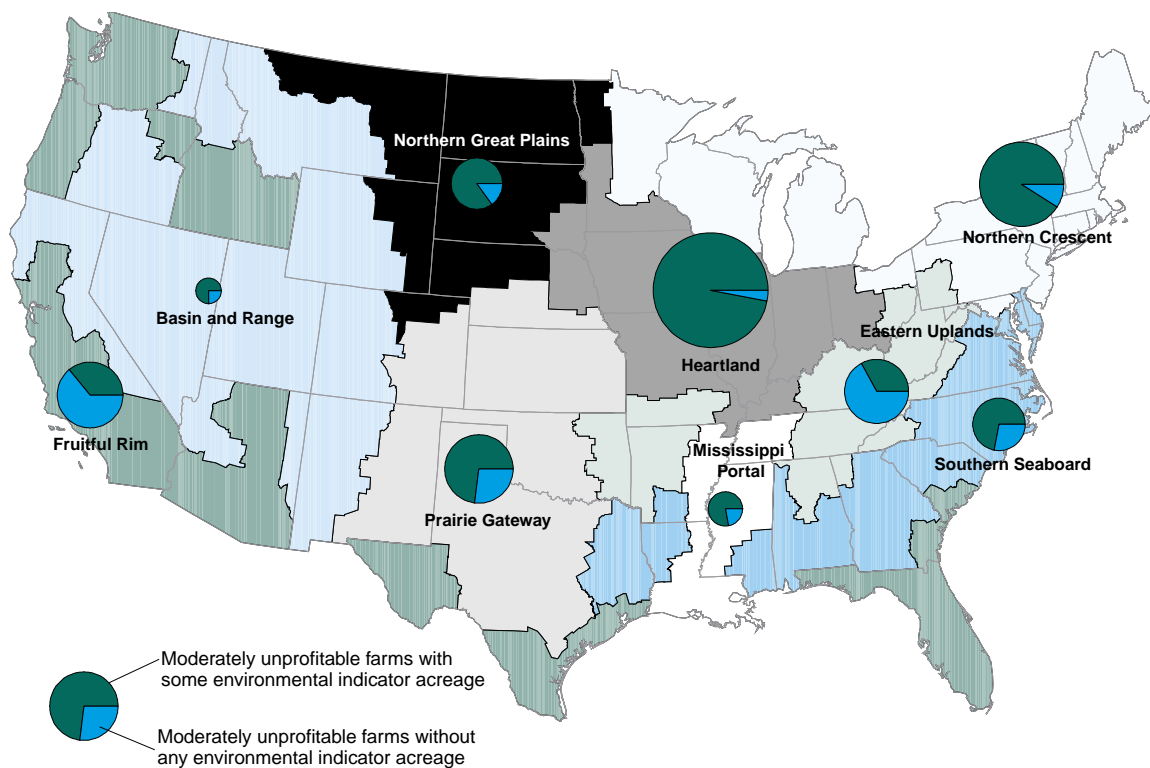 Northern Great Plains
Northern Crescent
Basin and Range
Eastern Uplands
Heartland
Fruitful Rim
Mississippi
Portal
Southern Seaboard
Prairie Gateway
Moderately unprofitable farms with
some environmental indicator acreage
Moderately unprofitable farms without
any environmental indicator acreage